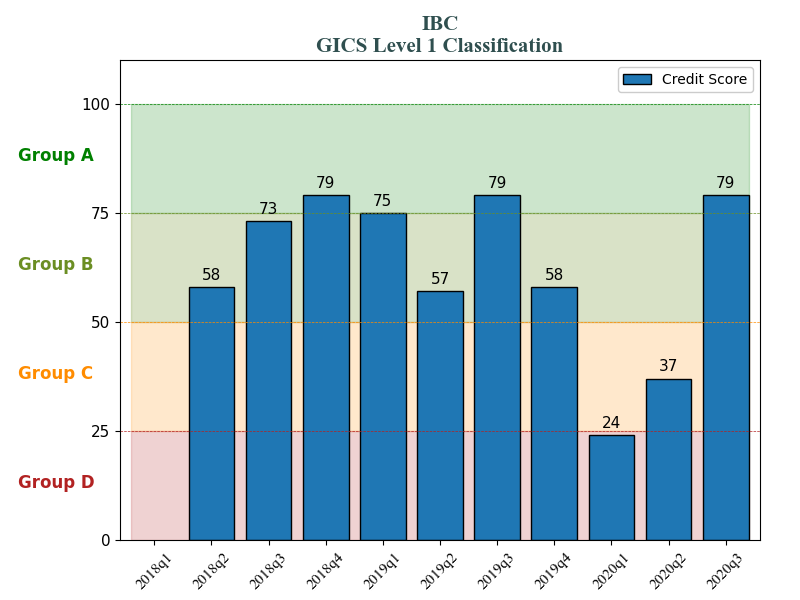 IBC
GICS Level 1 Classification
Credit Score
100
Group A
79
79
79
75
73
75
Group B
58
57
58
50
Group C
37
24
25
Group D
0
2018q1
2018q2
2018q3
2018q4
2019q1
2019q2
2019q3
2019q4
2020q1
2020q2
2020q3